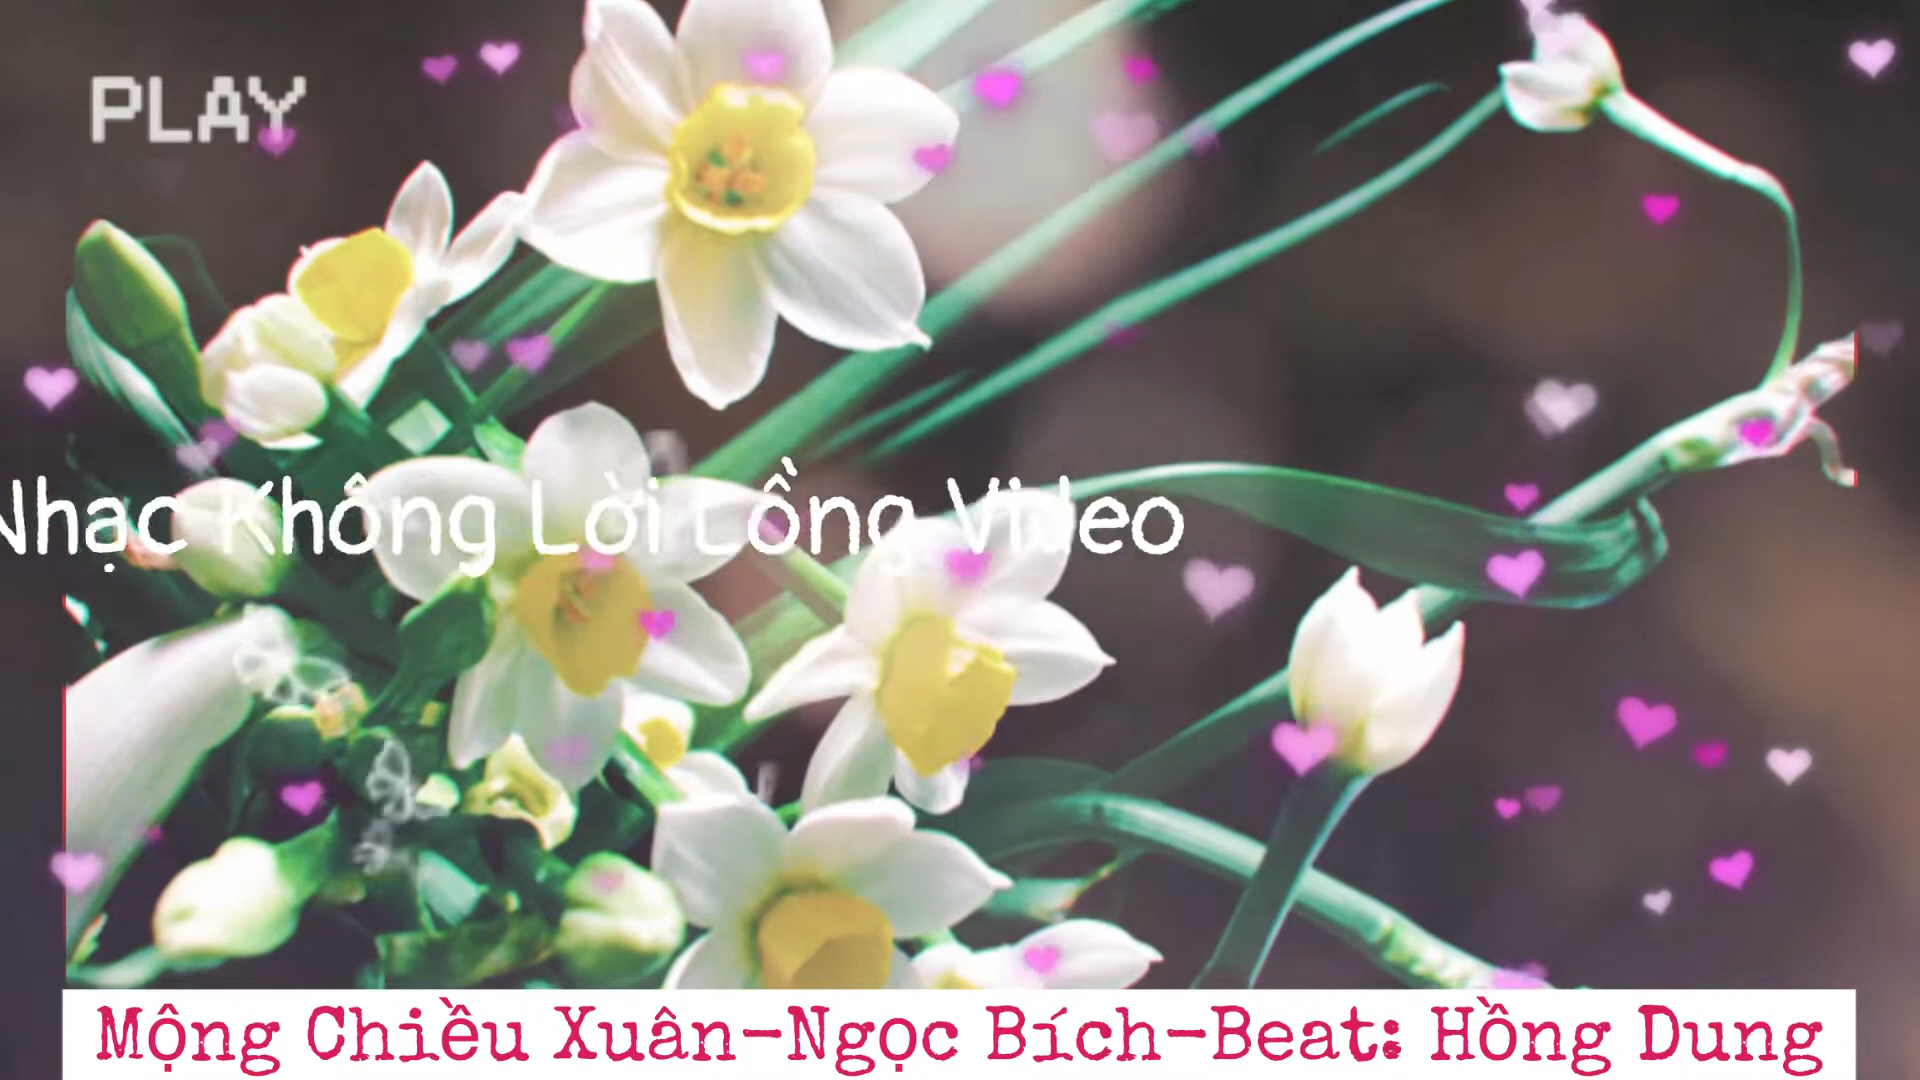 PLAY
Nhạc Không Lời Lồng Video
Mộng Chiều Xuân-Ngọc Bích-Beat: Hồng Dung